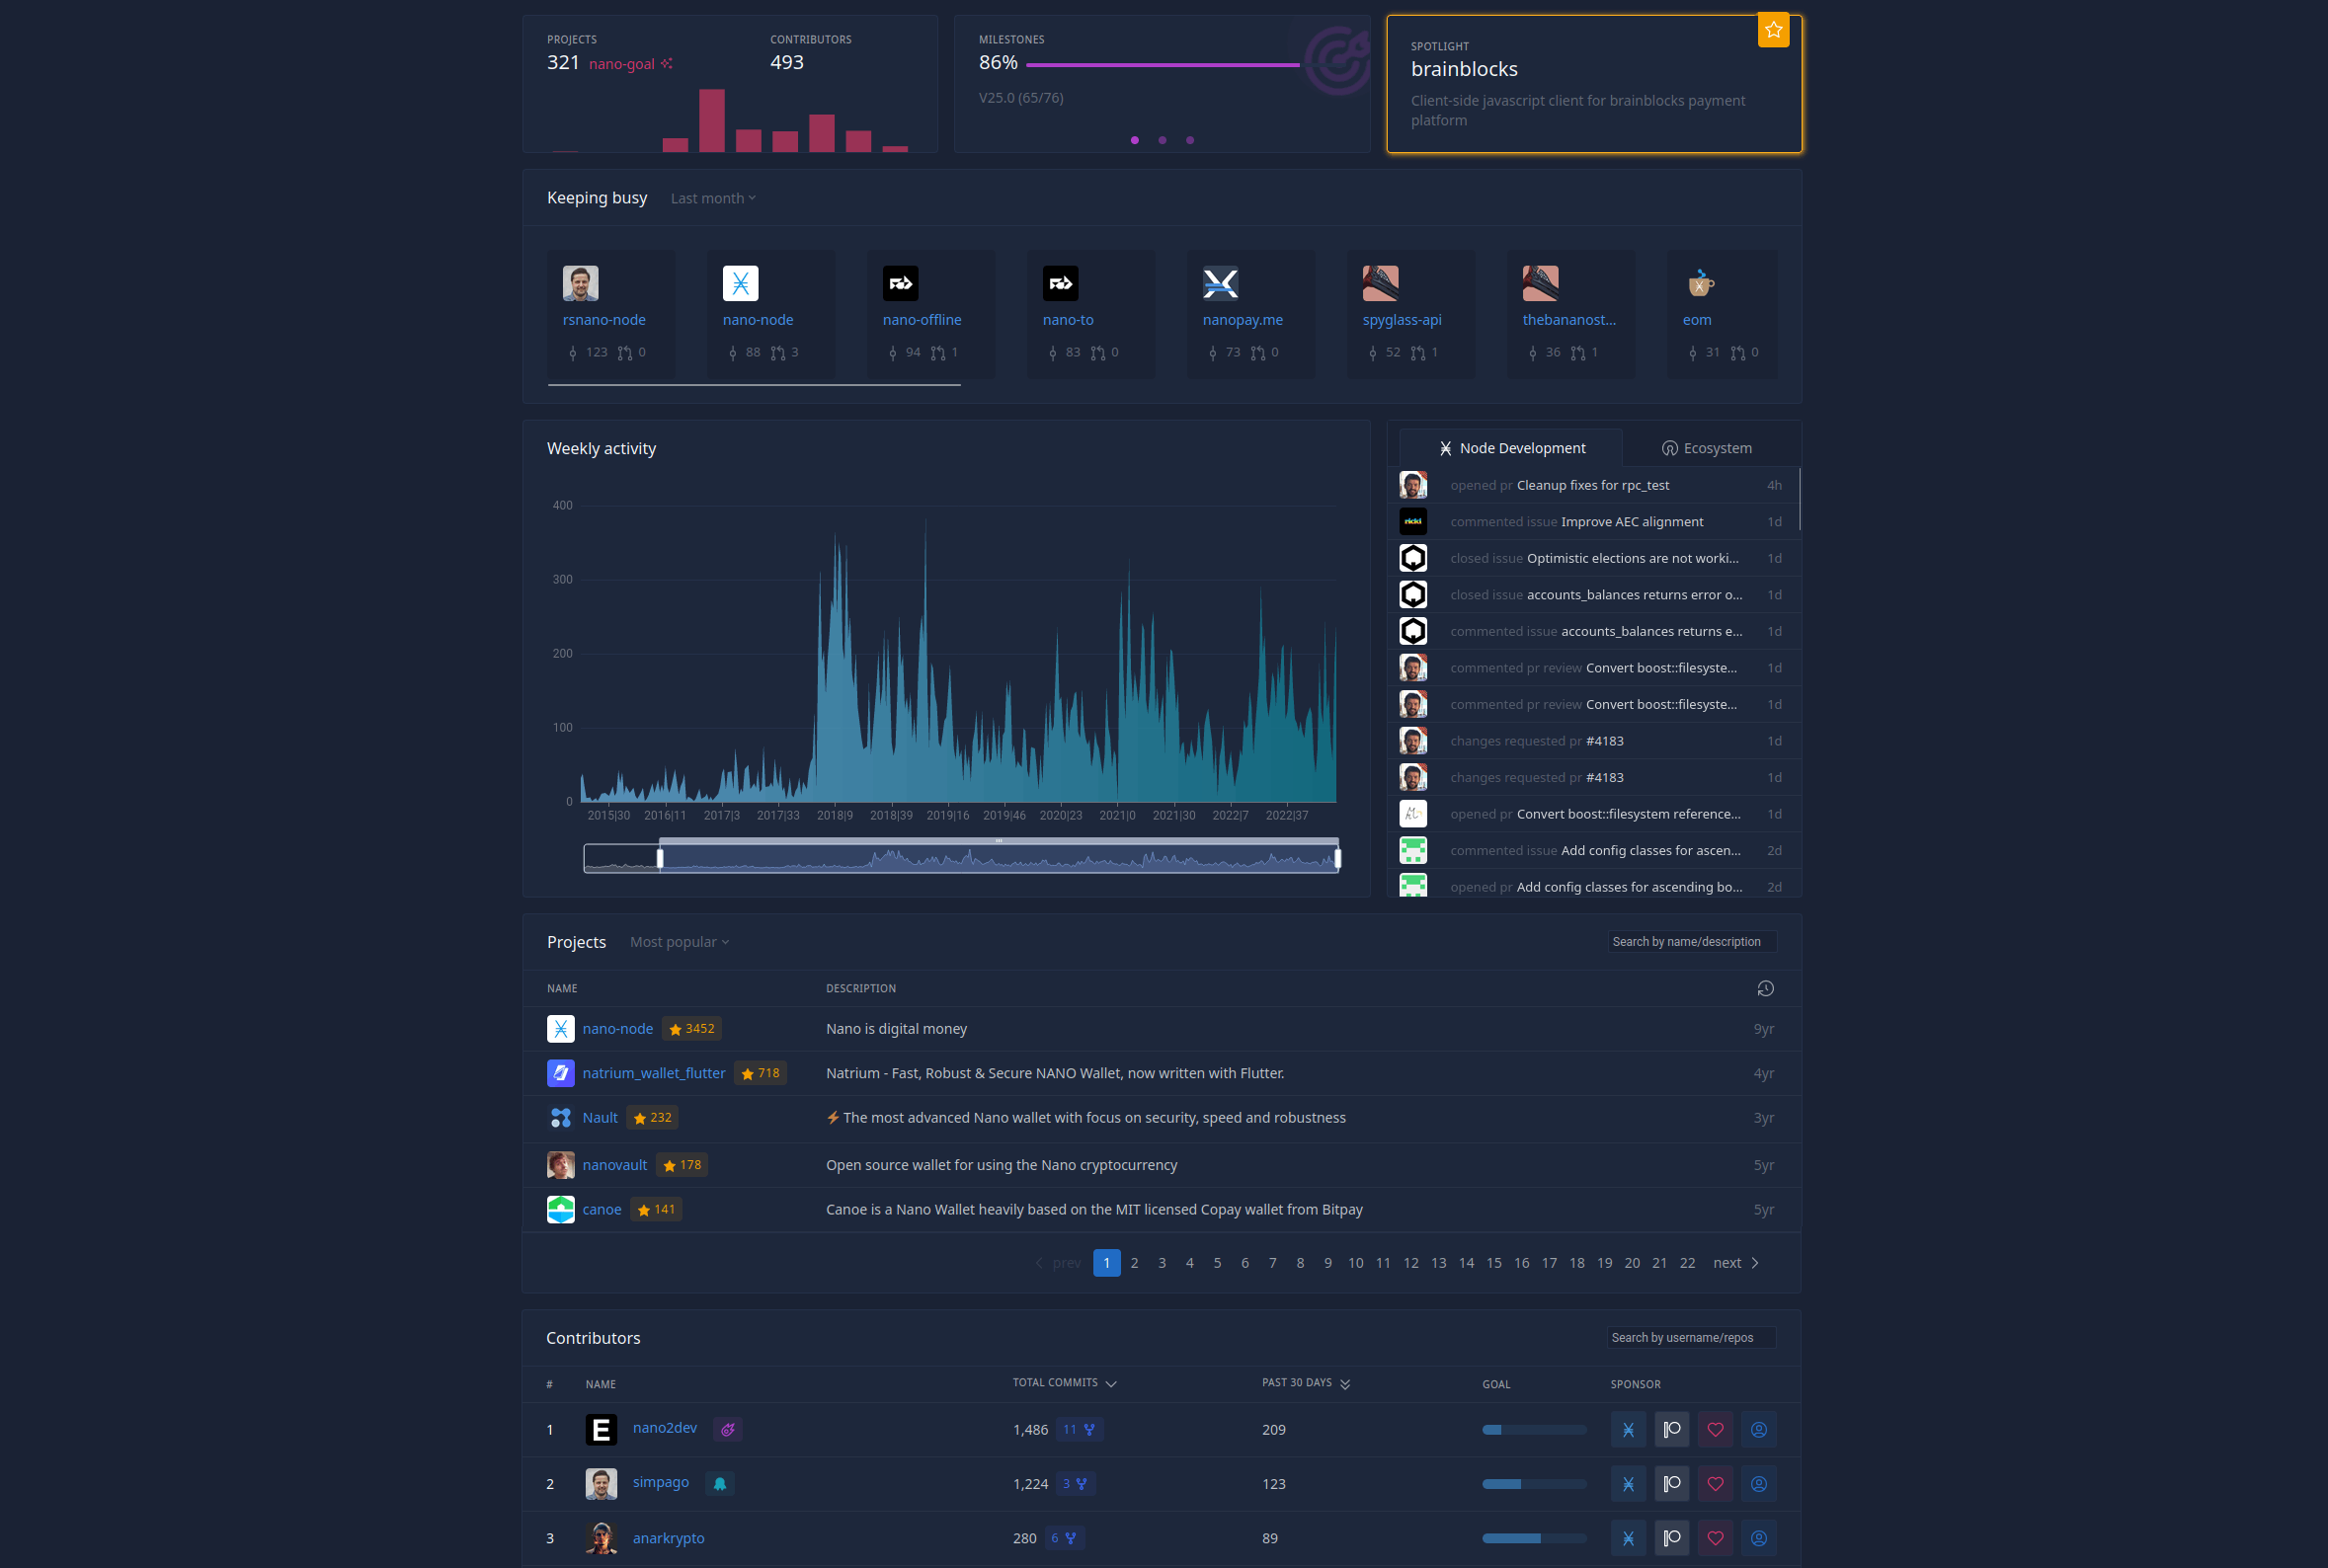 PROJECTS
321 nano-goal
CONTRIBUTORS
493
MILESTONES
86%
V25.0 (65/76)
SPOTLIGHT
brainblocks
Client-side javascript client for brainblocks payment
platform
Keeping busy Last month
rsnano-node
123 0
nano-node
88 3
nano-offline
94 1
nano-to
83 0
nanopay.me
73 0
spyglass-api
52 1
thebananost...
36 1
eom
31 0
Weekly activity
400
300
200
100
0
2015|30 2016|11 2017|3 2017|33 2018|9 2018|39 2019|16 2019|46 2020|23 2021|0 2021|30 2022|7 2022|37
Node Development Ecosystem
opened pr Cleanup fixes for rpc_test 4h
nicki commented issue Improve AEC alignment 1d
closed issue Optimistic elections are not worki... 1d
closed issue accounts_balances returns error o... 1d
commented issue accounts_balances returns e... 1d
commented pr review Convert boost::filesyste... 1d
commented pr review Convert boost::filesyste... 1d
changes requested pr #4183 1d
changes requested pr #4183 1d
opened pr Convert boost::filesystem reference... 1d
commented issue Add config classes for ascen... 2d
opened pr Add config classes for ascending bo... 2d
Projects Most popular Search by name/description
NAME DESCRIPTION
nano-node 3452 Nano is digital money 9yr
natrium_wallet_flutter 718 Natrium - Fast, Robust & Secure NANO Wallet, now written with Flutter. 4yr
Nault 232 ⚡ The most advanced Nano wallet with focus on security, speed and robustness 3yr
nanovault 178 Open source wallet for using the Nano cryptocurrency 5yr
canoe 141 Canoe is a Nano Wallet heavily based on the MIT licensed Copay wallet from Bitpay 5yr
prev 1 2 3 4 5 6 7 8 9 10 11 12 13 14 15 16 17 18 19 20 21 22 next
Contributors Search by username/repos
# NAME TOTAL COMMITS PAST 30 DAYS GOAL SPONSOR
1 E nano2dev 1,486 11 209
2 simpago 1,224 3 123
3 anarkrypto 280 6 89